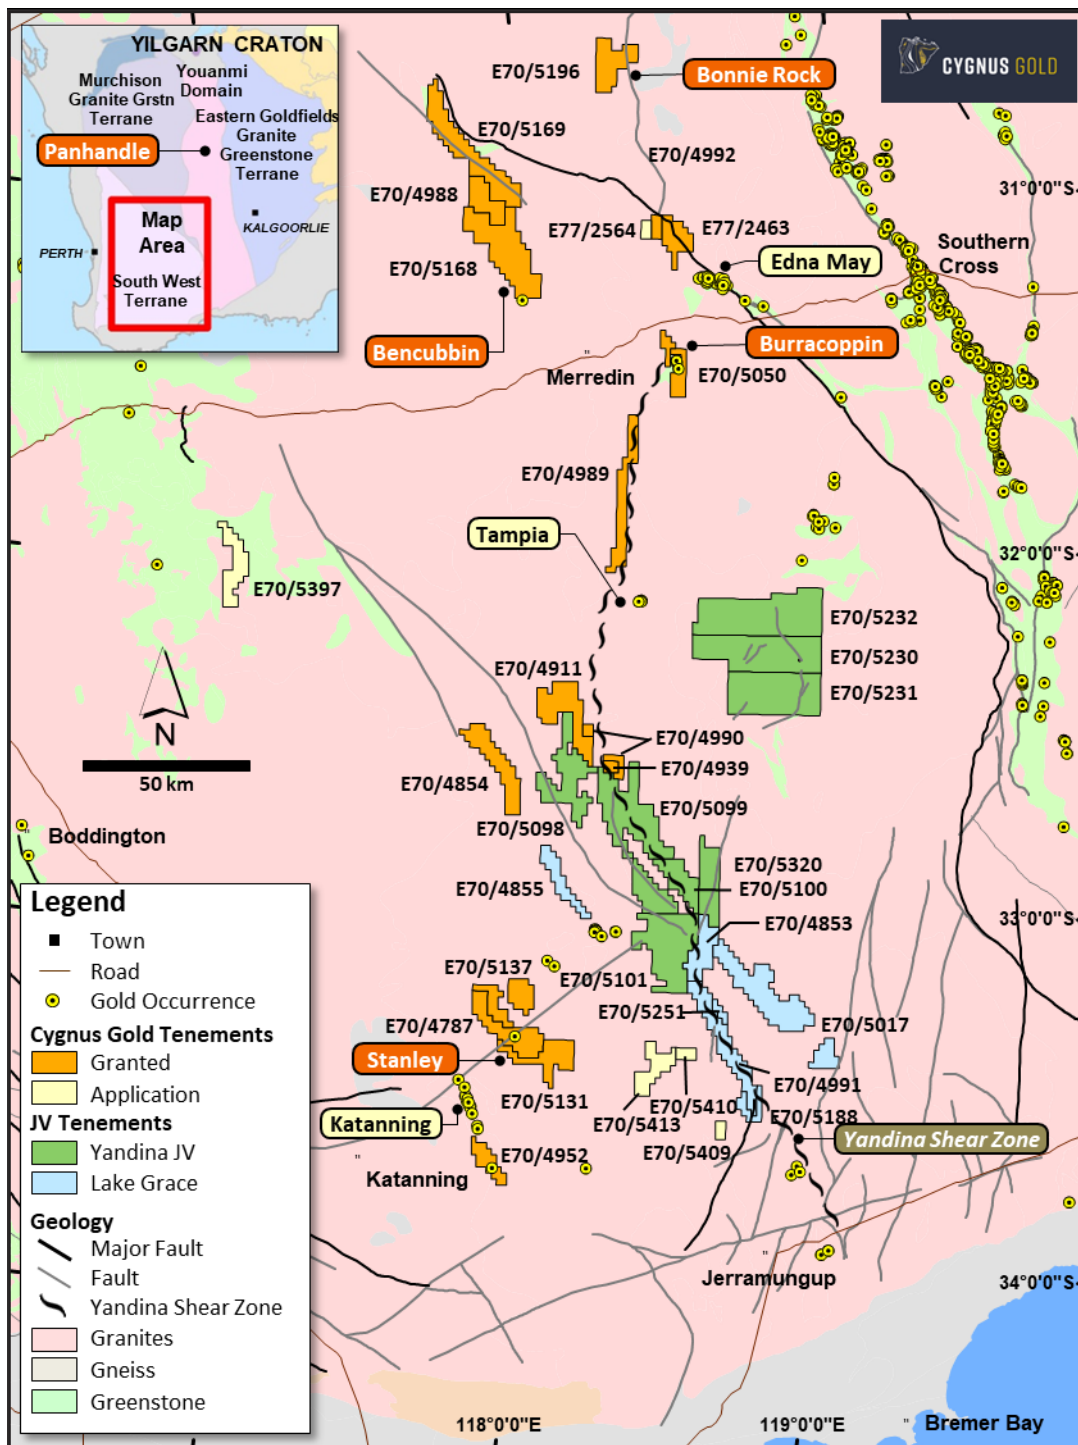 YILGARN CRATON
Murchison
Granite Grstn
Terrane
Youanmi
Domain
Eastern Goldfields
Granite
Greenstone
Terrane
Panhandle
Map
Area
KALGOORLIE
PERTH
South West
Terrane
CYGNUS GOLD
E70/5196
Bonnie Rock
E70/5169
E70/4992
31°0'0"S
E70/4988
E77/2564
E77/2463
Southern
Cross
Edna May
E70/5168
Bencubbin
Burracoppin
Merredin
E70/5050
E70/4989
Tampia
32°0'0"S
E70/5397
E70/5232
E70/5230
E70/5231
E70/4911
N
50 km
E70/4990
E70/4939
E70/4854
E70/5099
E70/5098
Boddington
E70/5320
E70/5100
E70/4855
E70/4853
33°0'0"S
E70/5137
E70/5101
E70/5251
E70/5017
E70/4787
Stanley
E70/4991
E70/5131
E70/5410
E70/5188
E70/5413
Katanning
E70/5409
Yandina Shear Zone
E70/4952
Katanning
Jerramungup
34°0'0"S
118°0'0"E
119°0'0"E
Bremer Bay
Legend
Town
Road
Gold Occurrence
Cygnus Gold Tenements
Granted
Application
JV Tenements
Yandina JV
Lake Grace
Geology
Major Fault
Fault
Yandina Shear Zone
Granites
Gneiss
Greenstone